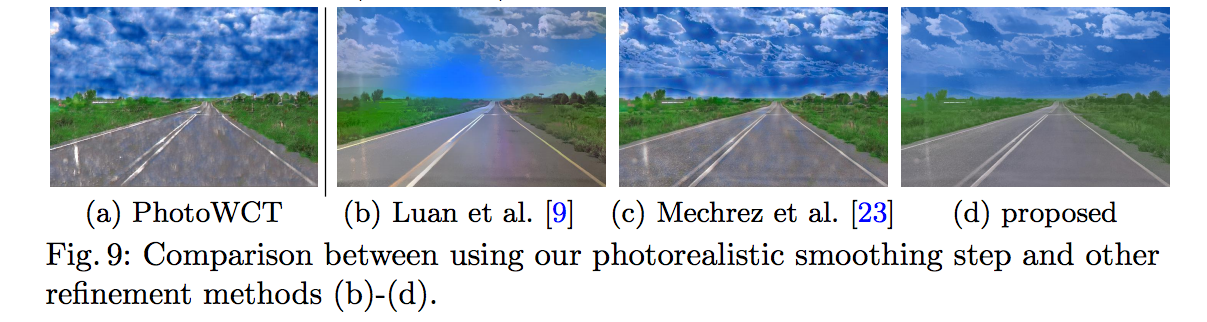 (a) PhotoWCT (b) Luan et al. [9] (c) Mechrez et al. [23] (d) proposed
Fig. 9: Comparison between using our photorealistic smoothing step and other
refinement methods (b)-(d).